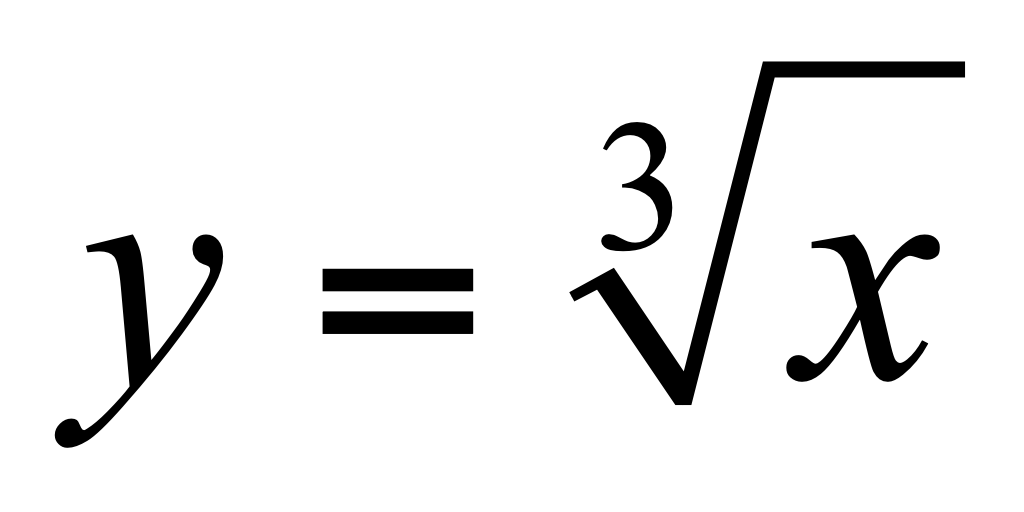 y = ∛x